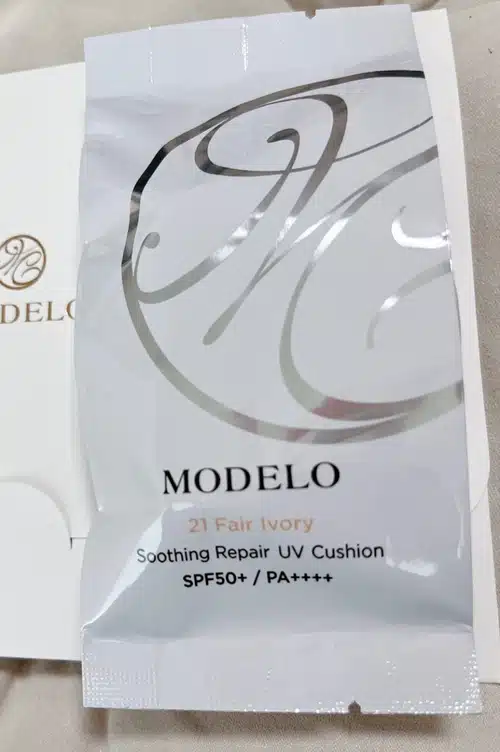 DELO
MODELO
21 Fair Ivory
Soothing Repair UV Cushion
SPF50+ / PA++++